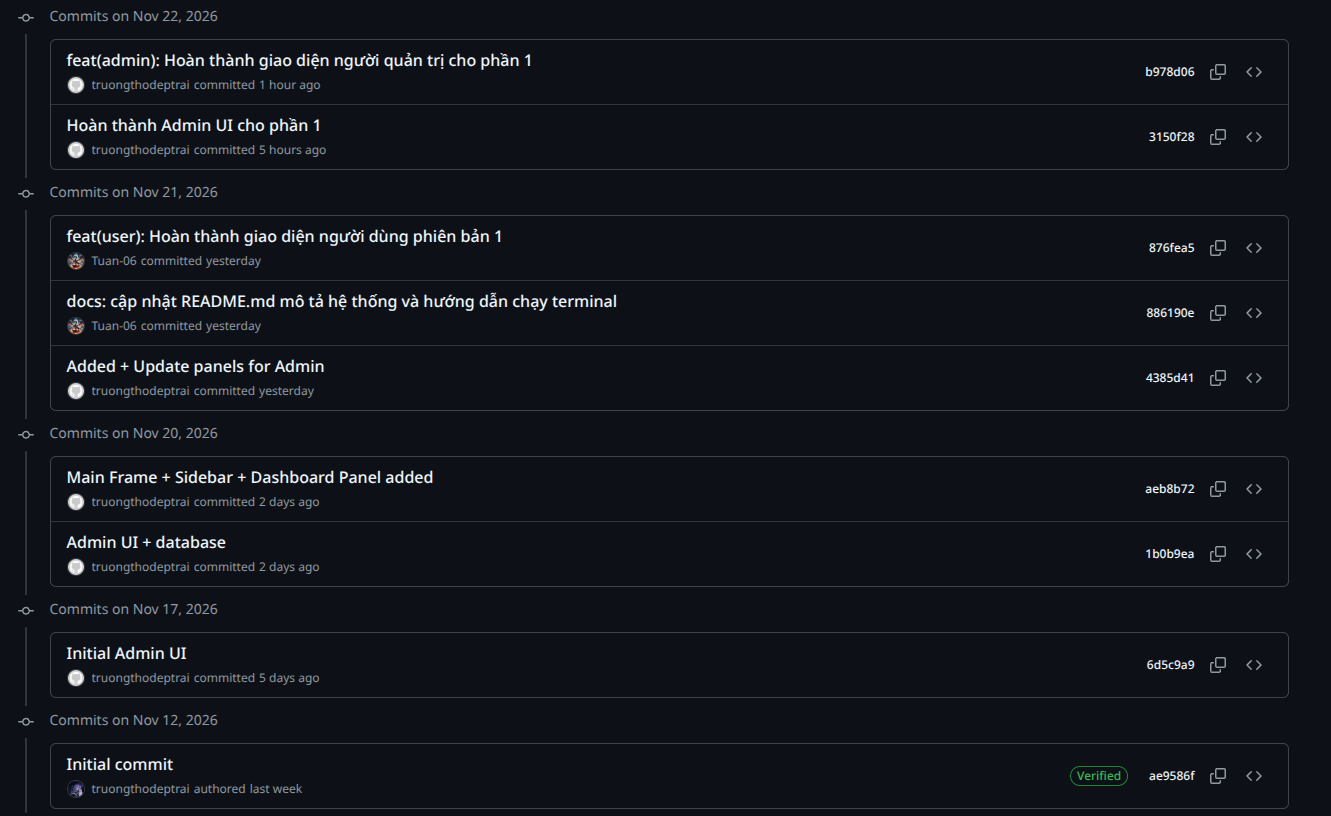 Commits on Nov 22, 2026
feat(admin): Hoàn thành giao diện người quản trị cho phần 1
b978d06
truongthodeptrai committed 1 hour ago
Hoàn thành Admin UI cho phần 1
3150f28
truongthodeptrai committed 5 hours ago
Commits on Nov 21, 2026
feat(user): Hoàn thành giao diện người dùng phiên bản 1
876fea5
Tuan-06 committed yesterday
docs: cập nhật README.md mô tả hệ thống và hướng dẫn chạy terminal
886190e
Tuan-06 committed yesterday
Added + Update panels for Admin
4385d41
truongthodeptrai committed yesterday
Commits on Nov 20, 2026
Main Frame + Sidebar + Dashboard Panel added
aeb8b72
truongthodeptrai committed 2 days ago
Admin UI + database
1b0b9ea
truongthodeptrai committed 2 days ago
Commits on Nov 17, 2026
Initial Admin UI
6d5c9a9
truongthodeptrai committed 5 days ago
Commits on Nov 12, 2026
Initial commit
Verified ae9586f
truongthodeptrai authored last week